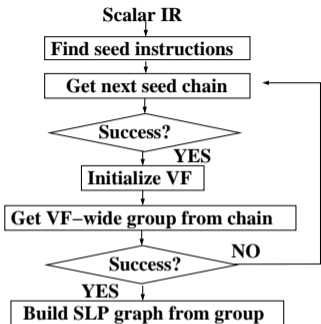 Scalar IR
Find seed instructions
Get next seed chain
Success?
YES
Initialize VF
Get VF−wide group from chain
NO
Success?
YES
Build SLP graph from group